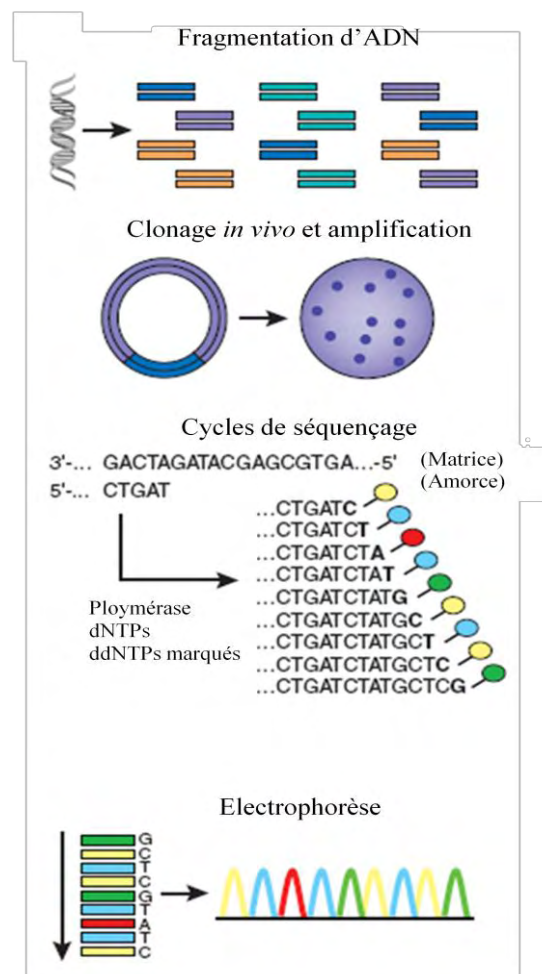 Fragmentation d’ADN
Clonage in vivo et amplification
Cycles de séquençage
3'-... GACTAGATACGAGCGTGA...-5' (Matrice)
5'-... CTGAT (Amorce)
...CTGATC
...CTGATCT
...CTGATCTA
...CTGATCTAT
...CTGATCTATG
...CTGATCTATGC
...CTGATCTATGCT
...CTGATCTATGCTC
...CTGATCTATGCTCG
Ploymérase
dNTPs
ddNTPs marqués
Electrophorèse
G
C
T
C
G
T
A
T
C